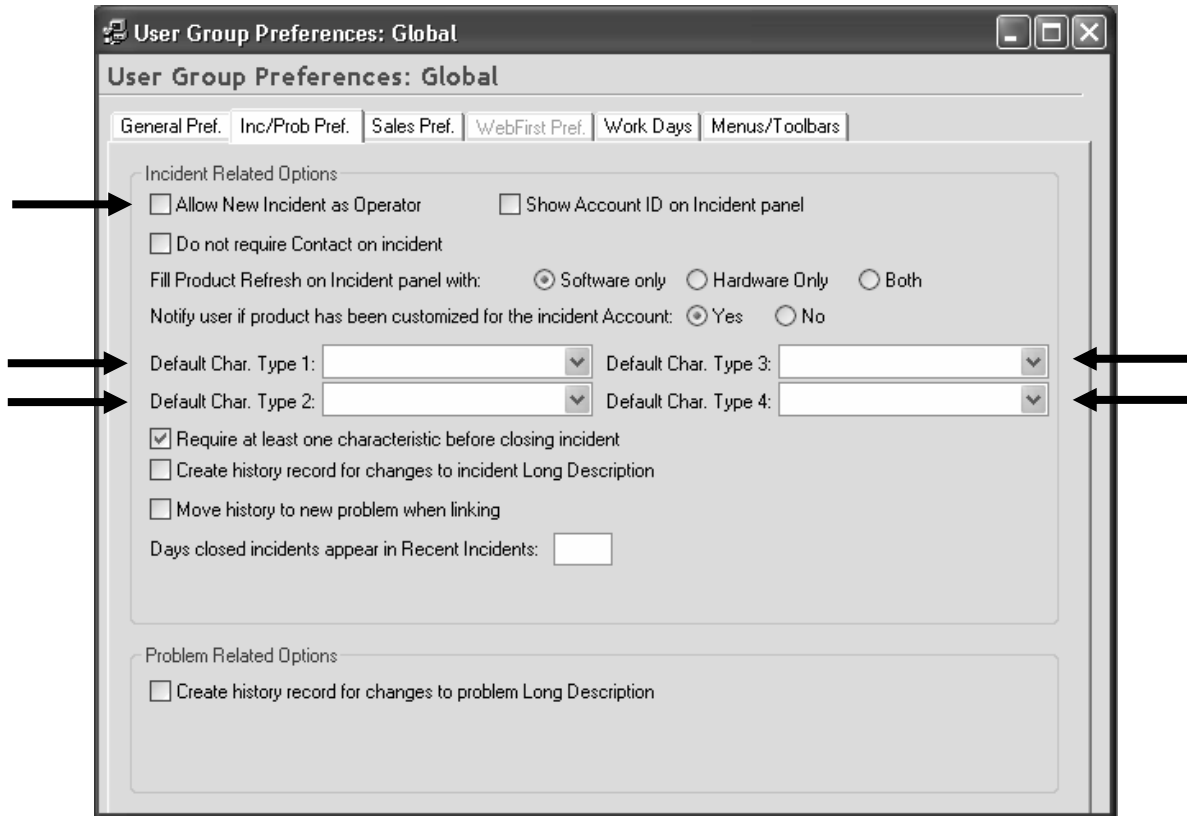 User Group Preferences: Global
User Group Preferences: Global
General Pref. Inc/Prob Pref. Sales Pref. WebFirst Pref. Work Days Menus/Toolbars
Incident Related Options
Allow New Incident as Operator Show Account ID on Incident panel
Do not require Contact on incident
Fill Product Refresh on Incident panel with: Software only Hardware Only Both
Notify user if product has been customized for the incident Account: Yes No
Default Char. Type 1: Default Char. Type 3:
Default Char. Type 2: Default Char. Type 4:
Require at least one characteristic before closing incident
Create history record for changes to incident Long Description
Move history to new problem when linking
Days closed incidents appear in Recent Incidents:
Problem Related Options
Create history record for changes to problem Long Description